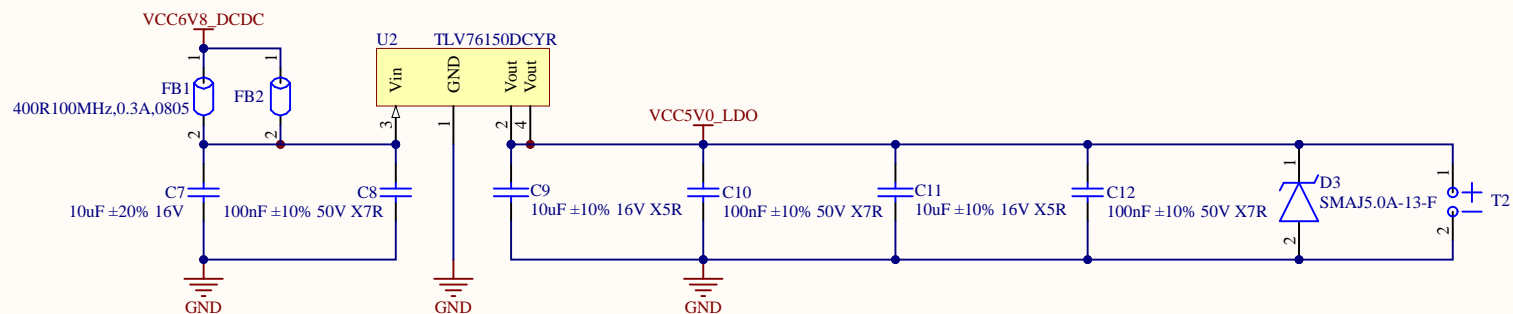 VCC6V8_DCDC
U2
TLV76150DCYR
Vin
GND
Vout
Vout
3
1
2
4
1
1
FB1
400R100MHz,0.3A,0805
FB2
2
2
VCC5V0_LDO
C7
10uF ±20% 16V
C8
100nF ±10% 50V X7R
C9
10uF ±10% 16V X5R
C10
100nF ±10% 50V X7R
C11
10uF ±10% 16V X5R
C12
100nF ±10% 50V X7R
1
D3
SMAJ5.0A-13-F
2
1
T2
2
GND
GND
GND